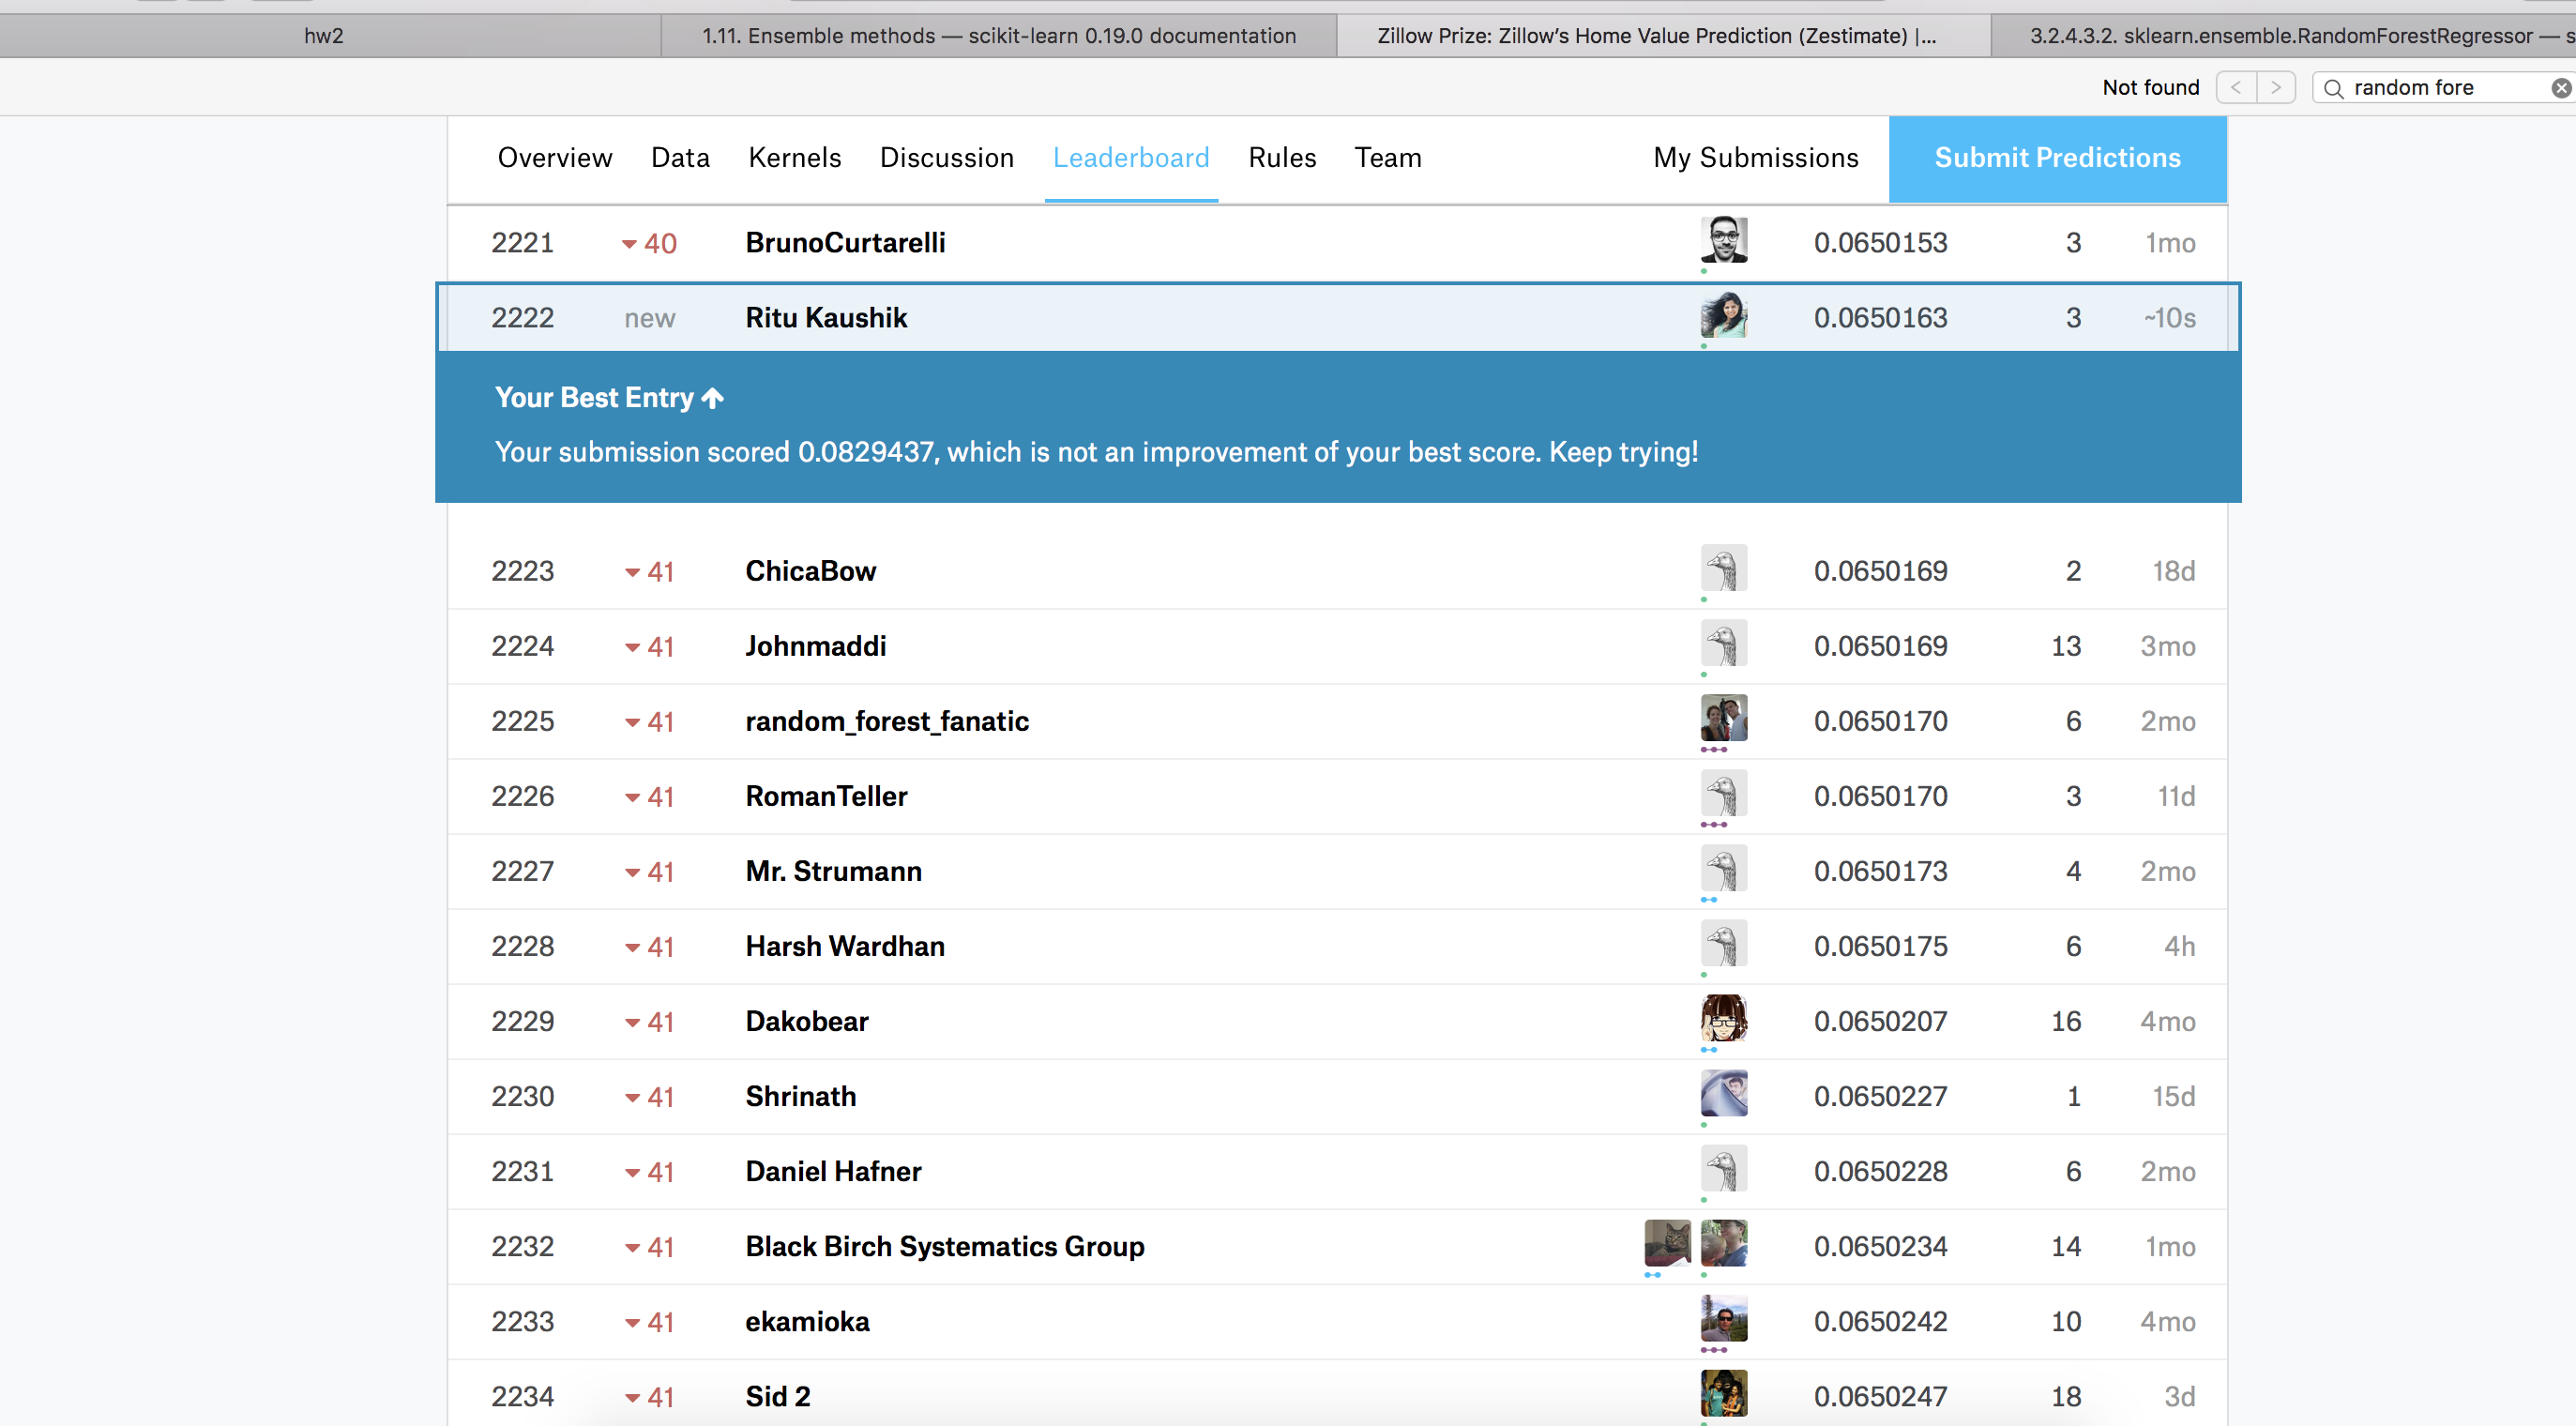 hw2 1.11. Ensemble methods — scikit-learn 0.19.0 documentation Zillow Prize: Zillow’s Home Value Prediction (Zestimate) |... 3.2.4.3.2. sklearn.ensemble.RandomForestRegressor — s
Not found < > random fore
Overview Data Kernels Discussion Leaderboard Rules Team My Submissions Submit Predictions
2221 40 BrunoCurtarelli 0.0650153 3 1mo
2222 new Ritu Kaushik 0.0650163 3 ~10s
Your Best Entry
Your submission scored 0.0829437, which is not an improvement of your best score. Keep trying!
2223 41 ChicaBow 0.0650169 2 18d
2224 41 Johnmaddi 0.0650169 13 3mo
2225 41 random_forest_fanatic 0.0650170 6 2mo
2226 41 RomanTeller 0.0650170 3 11d
2227 41 Mr. Strumann 0.0650173 4 2mo
2228 41 Harsh Wardhan 0.0650175 6 4h
2229 41 Dakobear 0.0650207 16 4mo
2230 41 Shrinath 0.0650227 1 15d
2231 41 Daniel Hafner 0.0650228 6 2mo
2232 41 Black Birch Systematics Group 0.0650234 14 1mo
2233 41 ekamioka 0.0650242 10 4mo
2234 41 Sid 2 0.0650247 18 3d